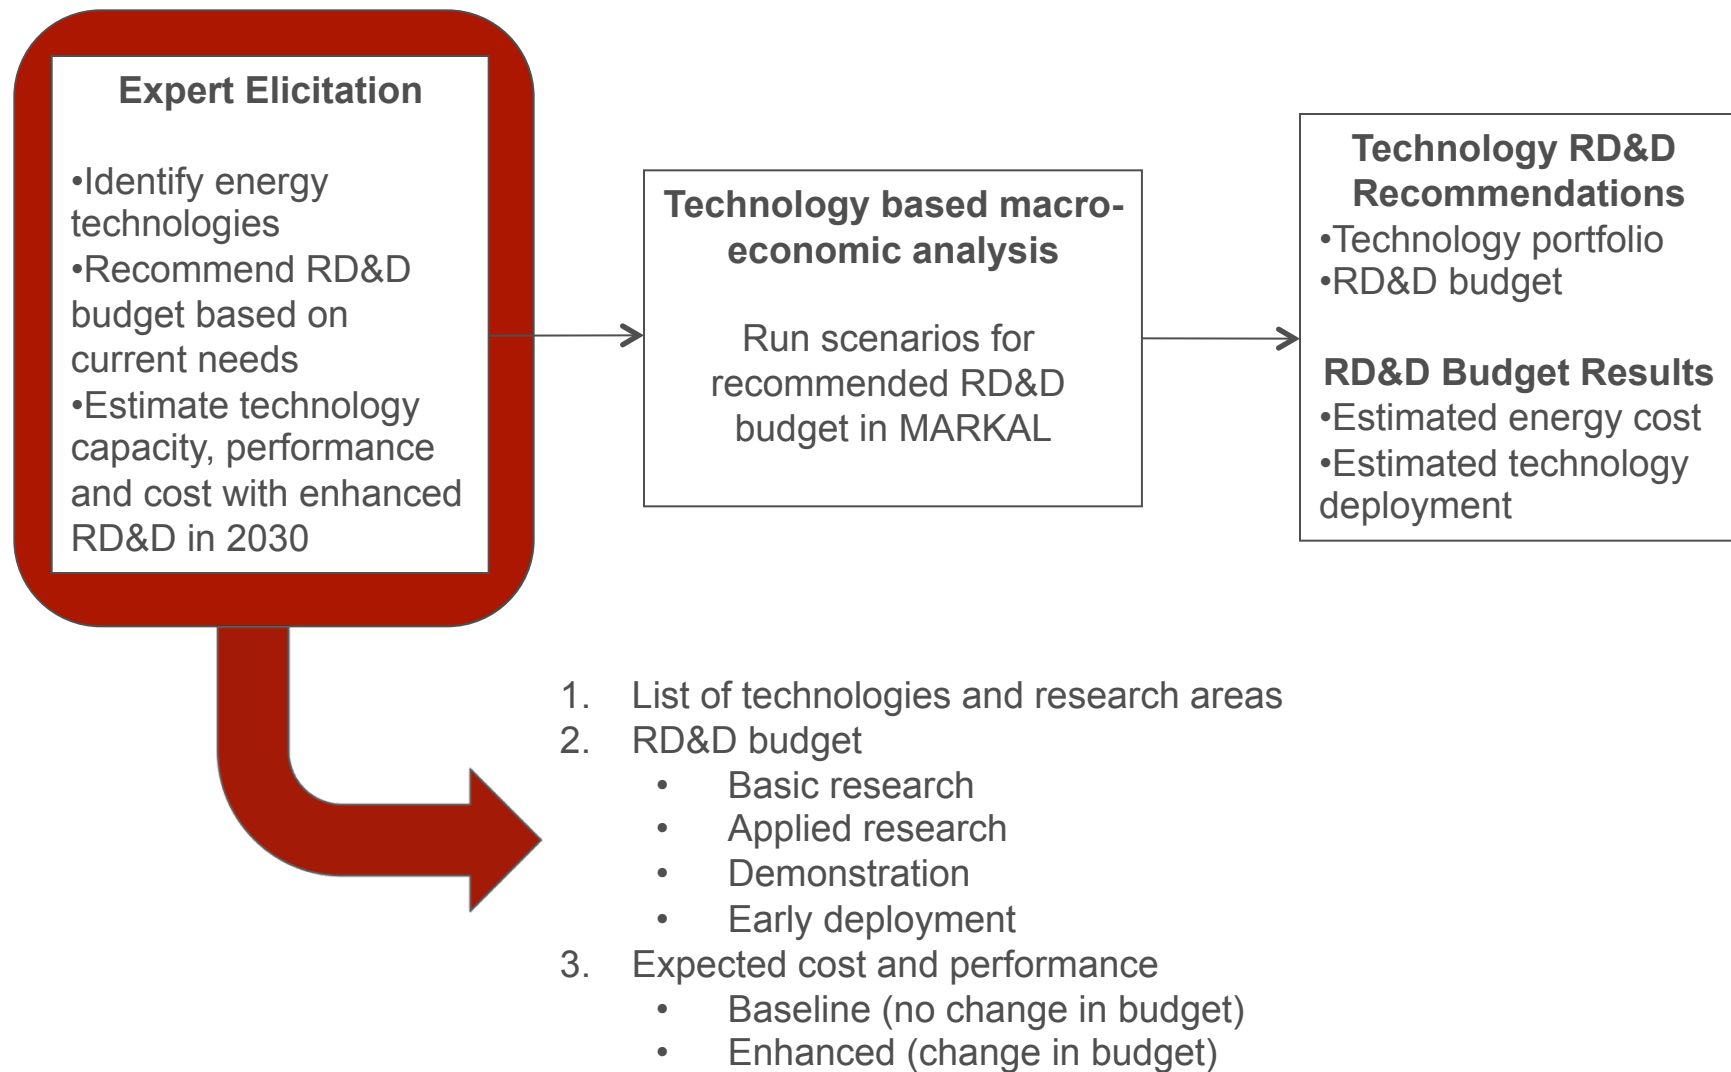 Expert Elicitation
•Identify energy
technologies
•Recommend RD&D
budget based on
current needs
•Estimate technology
capacity, performance
and cost with enhanced
RD&D in 2030
Technology based macro-
economic analysis
Run scenarios for
recommended RD&D
budget in MARKAL
Technology RD&D
Recommendations
•Technology portfolio
•RD&D budget
RD&D Budget Results
•Estimated energy cost
•Estimated technology
deployment
1. List of technologies and research areas
2. RD&D budget
• Basic research
• Applied research
• Demonstration
• Early deployment
3. Expected cost and performance
• Baseline (no change in budget)
• Enhanced (change in budget)